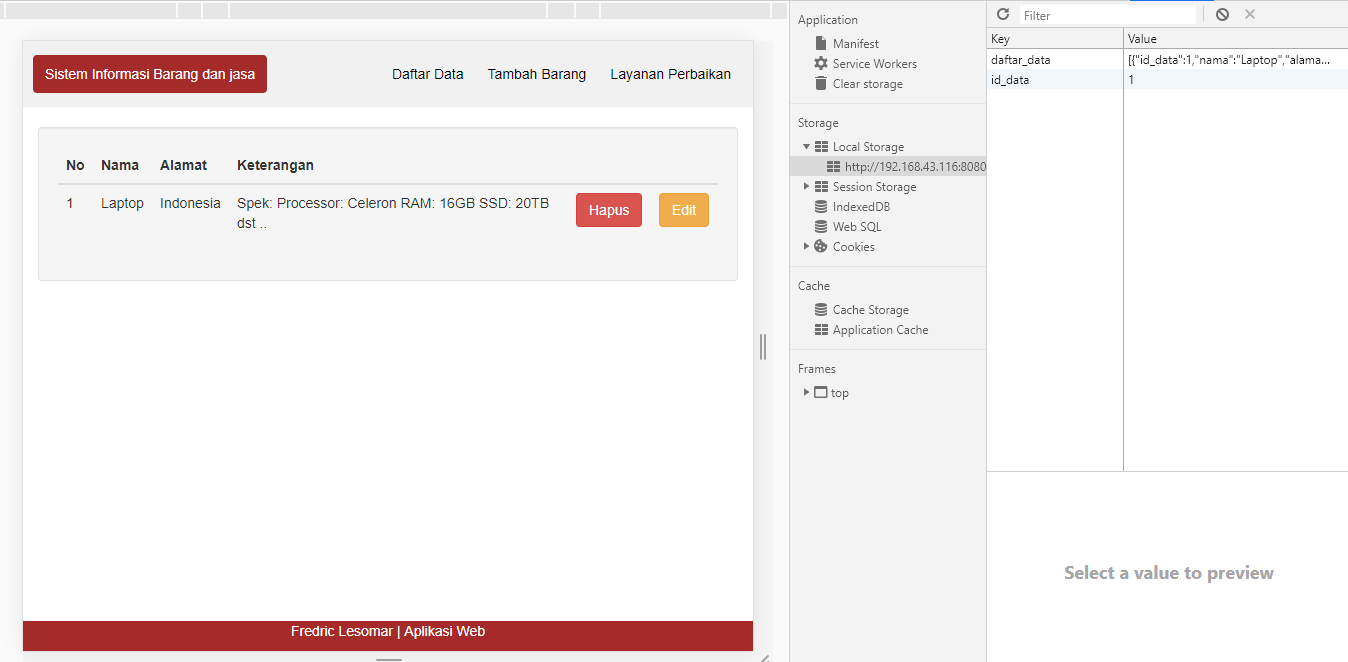 Sistem Informasi Barang dan jasa
Daftar Data
Tambah Barang
Layanan Perbaikan
No Nama Alamat Keterangan
1 Laptop Indonesia Spek: Processor: Celeron RAM: 16GB SSD: 20TB
dst ..
Hapus
Edit
Fredric Lesomar | Aplikasi Web
Application
Manifest
Service Workers
Clear storage
Storage
Local Storage
http://192.168.43.116:8080
Session Storage
IndexedDB
Web SQL
Cookies
Cache
Cache Storage
Application Cache
Frames
top
Filter
Key Value
daftar_data [{"id_data":1,"nama":"Laptop","alama...
id_data 1
Select a value to preview